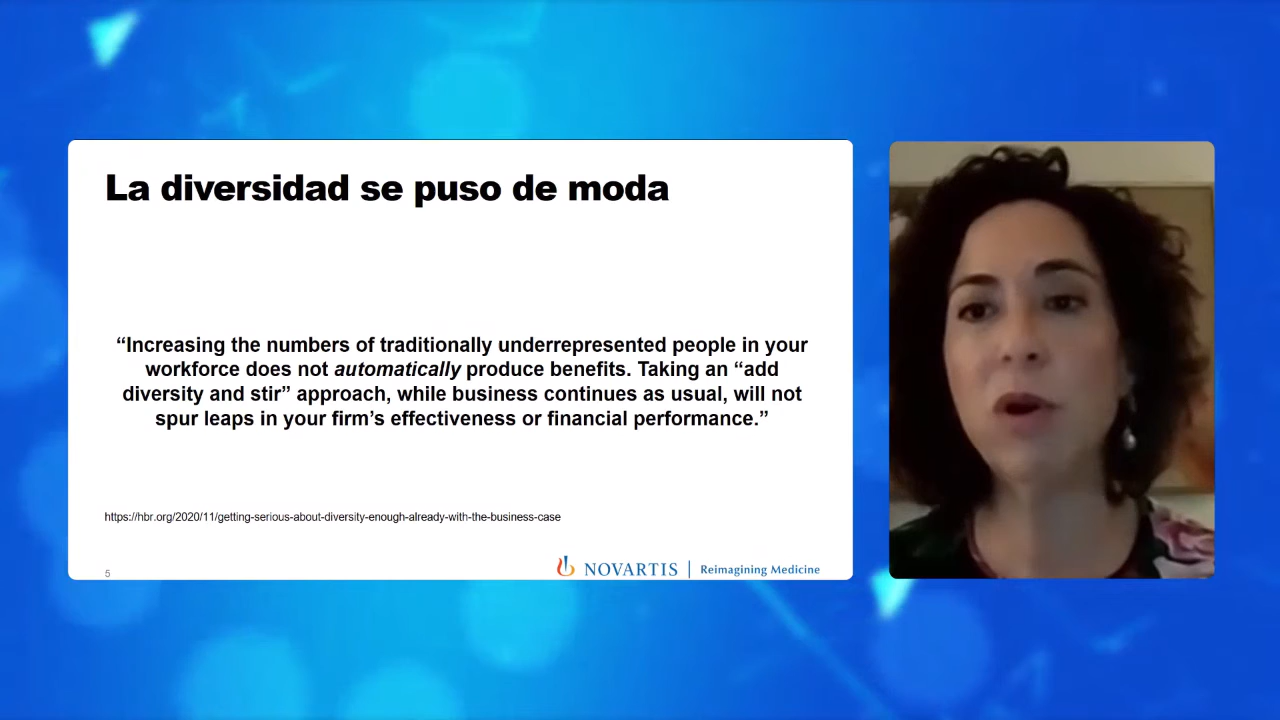 La diversidad se puso de moda
“Increasing the numbers of traditionally underrepresented people in your
workforce does not automatically produce benefits. Taking an “add
diversity and stir” approach, while business continues as usual, will not
spur leaps in your firm’s effectiveness or financial performance.”
https://hbr.org/2020/11/getting-serious-about-diversity-enough-already-with-the-business-case
5
NOVARTIS | Reimagining Medicine